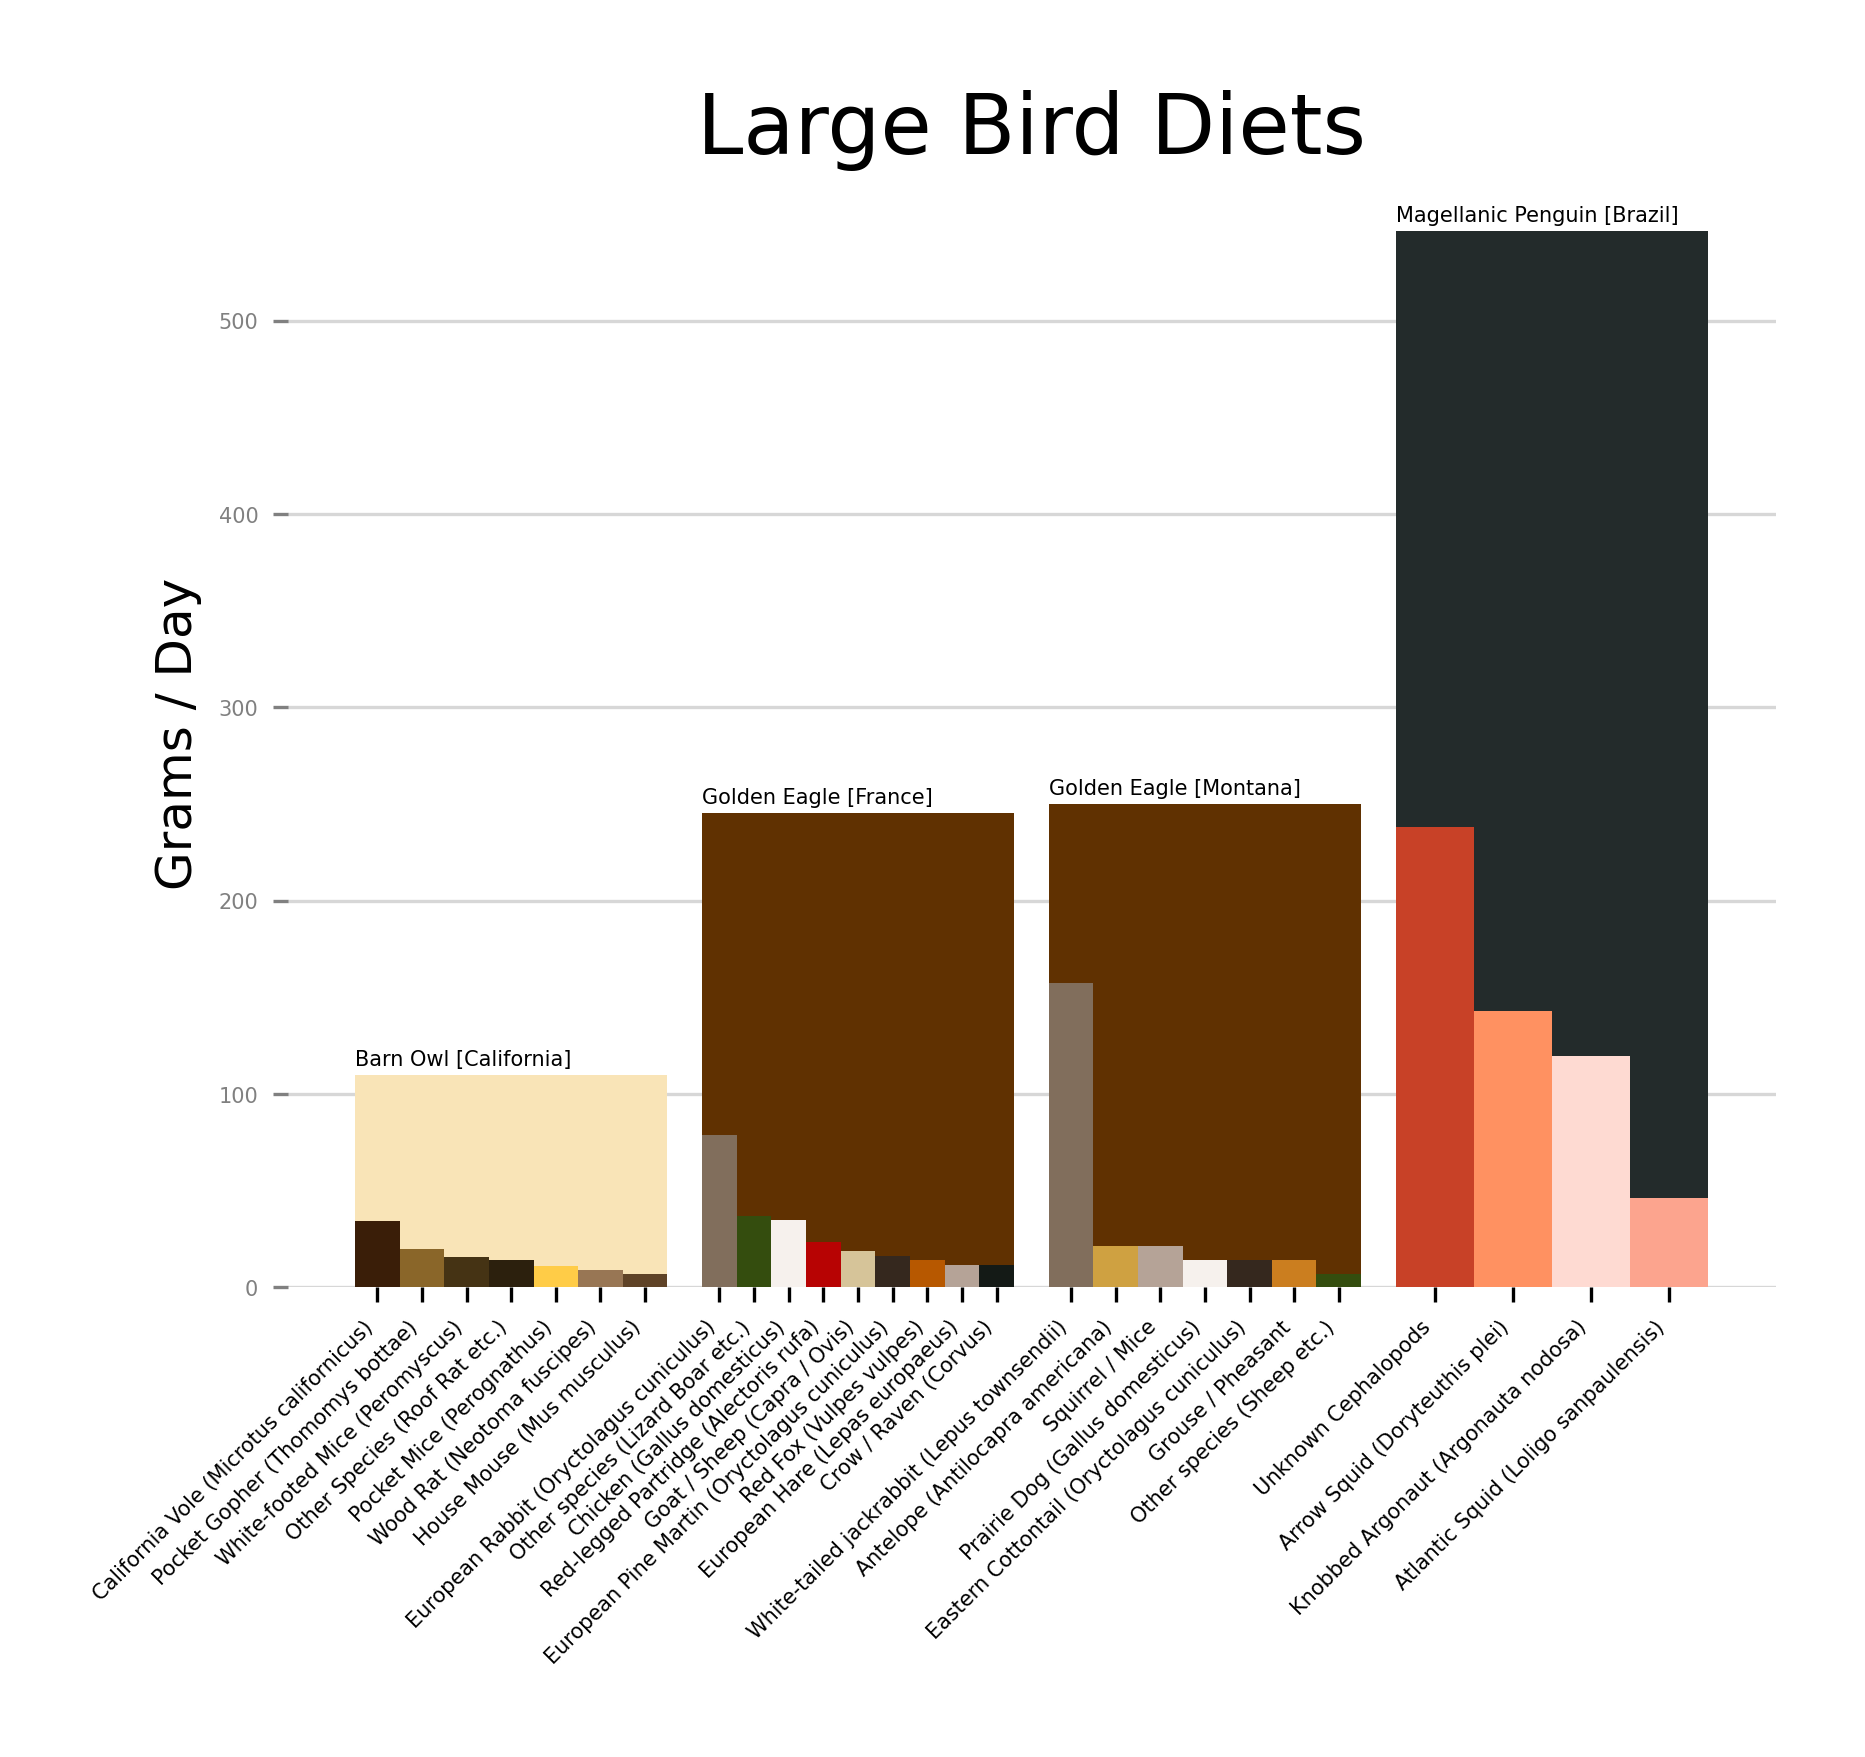 Large Bird Diets
Magellanic Penguin [Brazil]
Golden Eagle [France]
Golden Eagle [Montana]
Barn Owl [California]
Grams / Day
500
400
300
200
100
0
California Vole (Microtus californicus)
Pocket Gopher (Thomomys bottae)
White-footed Mice (Peromyscus)
Other Species (Roof Rat etc.)
Pocket Mice (Perognathus)
Wood Rat (Neotoma fuscipes)
House Mouse (Mus musculus)
European Rabbit (Oryctolagus cuniculus)
Other species (Lizard Boar etc.)
Chicken (Gallus domesticus)
Red-legged Partridge (Alectoris rufa)
Goat / Sheep (Capra / Ovis)
European Pine Martin (Oryctolagus cuniculus)
Red Fox (Vulpes vulpes)
European Hare (Lepas europaeus)
Crow / Raven (Corvus)
White-tailed jackrabbit (Lepus townsendii)
Antelope (Antilocapra americana)
Squirrel / Mice
Prairie Dog (Gallus domesticus)
Eastern Cottontail (Oryctolagus cuniculus)
Grouse / Pheasant
Other species (Sheep etc.)
Unknown Cephalopods
Arrow Squid (Doryteuthis plei)
Knobbed Argonaut (Argonauta nodosa)
Atlantic Squid (Loligo sanpaulensis)